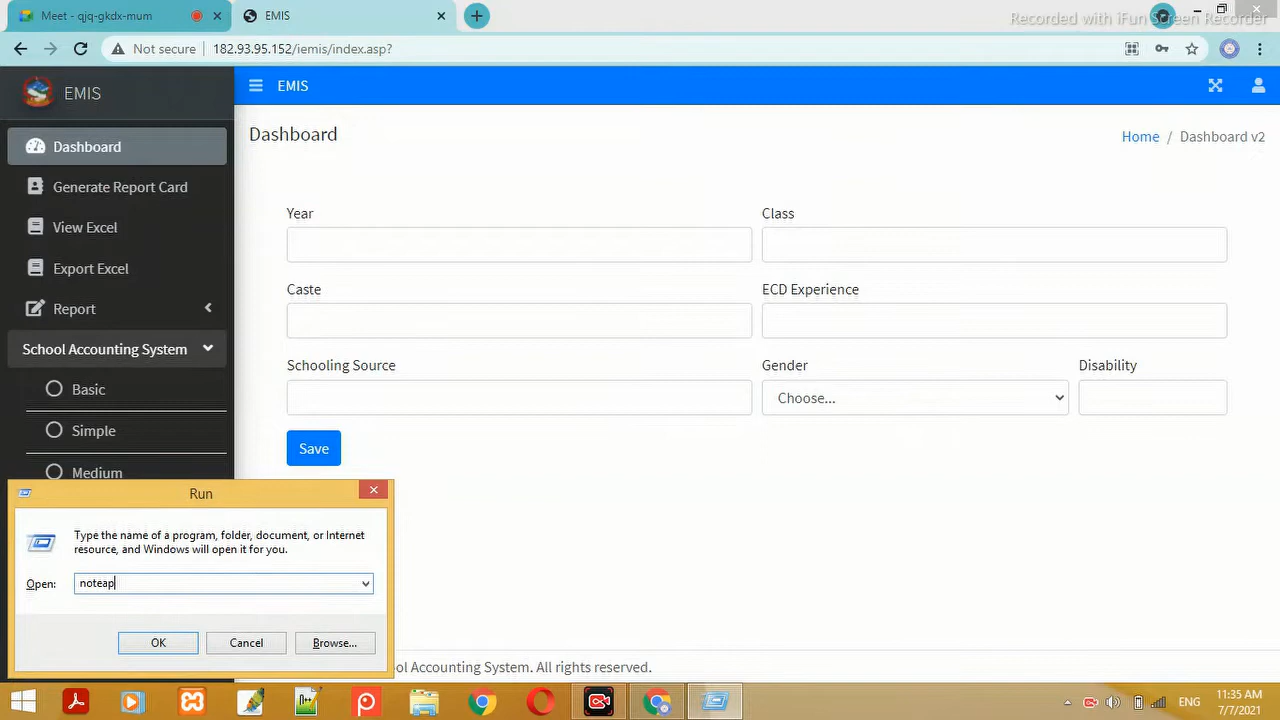 Meet - qjq-gkdx-mum
EMIS
Recorded with iFun Screen Recorder
Not secure
182.93.95.152/iemis/index.asp?
EMIS
EMIS
Dashboard
Generate Report Card
View Excel
Export Excel
Report
School Accounting System
Basic
Simple
Medium
Dashboard
Home / Dashboard v2
Year
Class
Caste
ECD Experience
Schooling Source
Gender
Disability
Choose...
Save
Run
Type the name of a program, folder, document, or Internet
resource, and Windows will open it for you.
Open:
noteap
OK
Cancel
Browse...
ol Accounting System. All rights reserved.
ENG
11:35 AM
7/7/2021